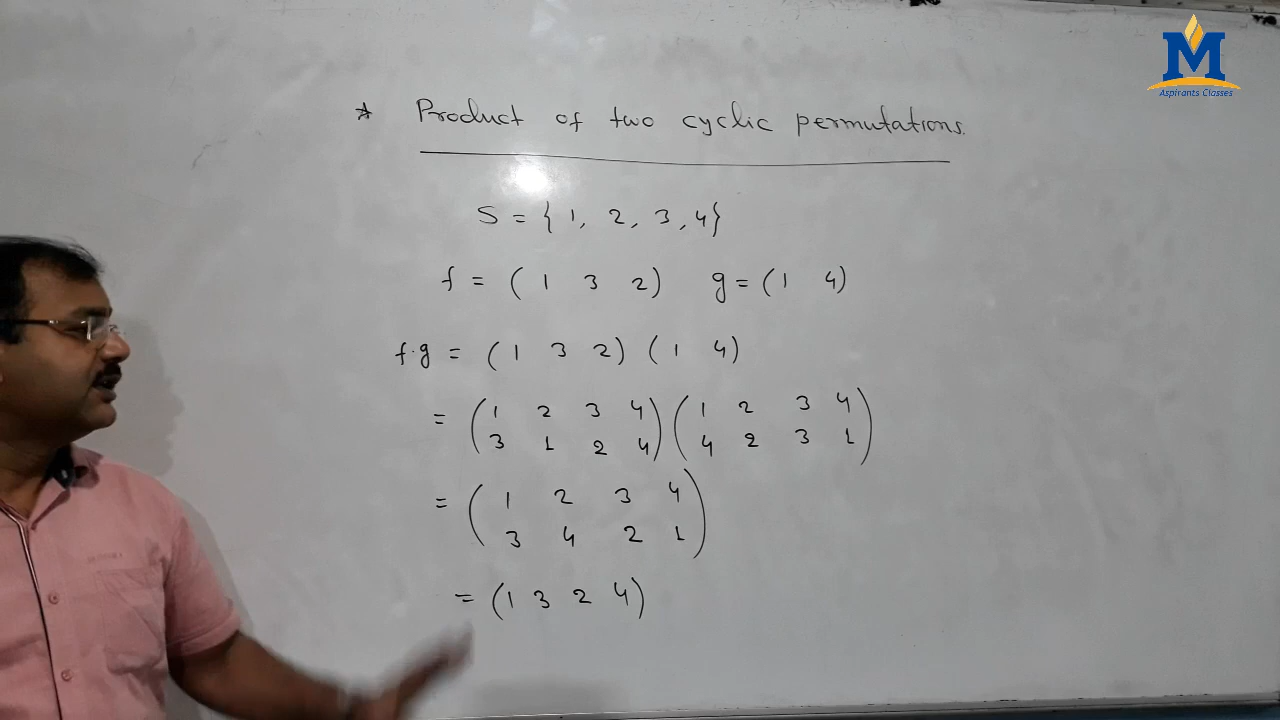 M
Aspirants Classes
* Product of two cyclic permutations.
S = { 1, 2, 3, 4}
f = ( 1 3 2) g = (1 4)
f·g = (1 3 2) (1 4)
= (1 2 3 4) (1 2 3 4)
3 1 2 4 4 2 3 1
= (1 2 3 4)
3 4 2 1
= (1 3 2 4)